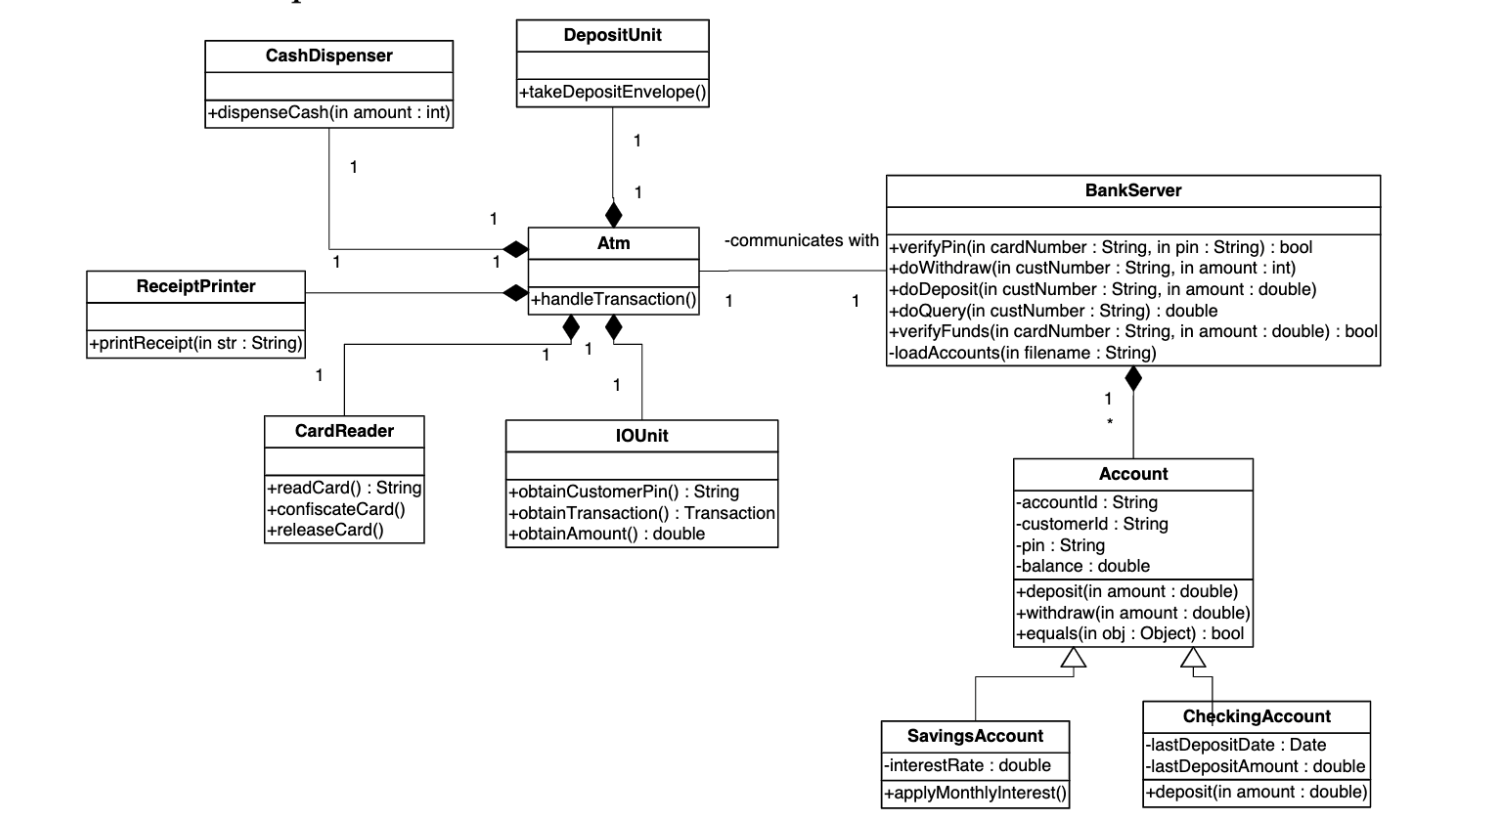 CashDispenser
+dispenseCash(in amount : int)
DepositUnit
+takeDepositEnvelope()
1
1
1
1
1
1
Atm
+handleTransaction()
-communicates with
1
1
BankServer
+verifyPin(in cardNumber : String, in pin : String) : bool
+doWithdraw(in custNumber : String, in amount : int)
+doDeposit(in custNumber : String, in amount : double)
+doQuery(in custNumber : String) : double
+verifyFunds(in cardNumber : String, in amount : double) : bool
-loadAccounts(in filename : String)
ReceiptPrinter
+printReceipt(in str : String)
1
1
1
1
CardReader
+readCard() : String
+confiscateCard()
+releaseCard()
IOUnit
+obtainCustomerPin() : String
+obtainTransaction() : Transaction
+obtainAmount() : double
1
*
Account
-accountId : String
-customerId : String
-pin : String
-balance : double
+deposit(in amount : double)
+withdraw(in amount : double)
+equals(in obj : Object) : bool
SavingsAccount
-interestRate : double
+applyMonthlyInterest()
CheckingAccount
-lastDepositDate : Date
-lastDepositAmount : double
+deposit(in amount : double)